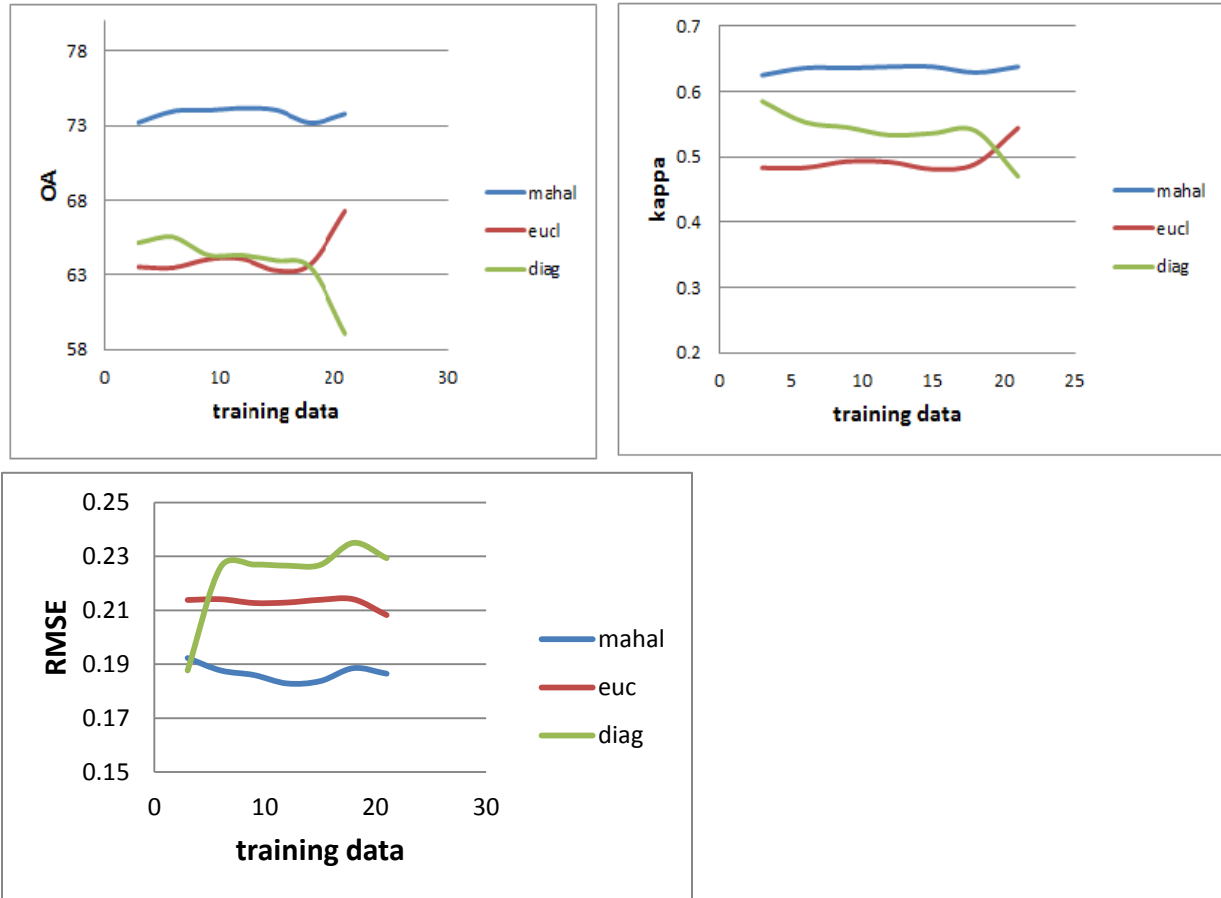 78
73
68
63
58
OA
0 10 20 30
training data
mahal
eucl
diag
0.7
0.6
0.5
0.4
0.3
0.2
kappa
0 5 10 15 20 25
training data
mahal
eucl
diag
0.25
0.23
0.21
0.19
0.17
0.15
RMSE
0 10 20 30
training data
mahal
euc
diag